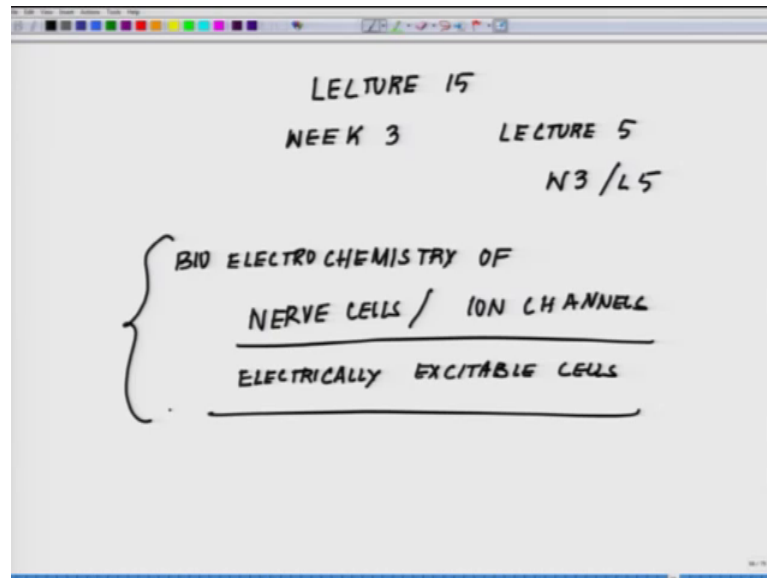 LECTURE 15
WEEK 3 LECTURE 5
W3/L5
BIO ELECTROCHEMISTRY OF
NERVE CELLS/ ION CHANNELS
ELECTRICALLY EXCITABLE CELLS